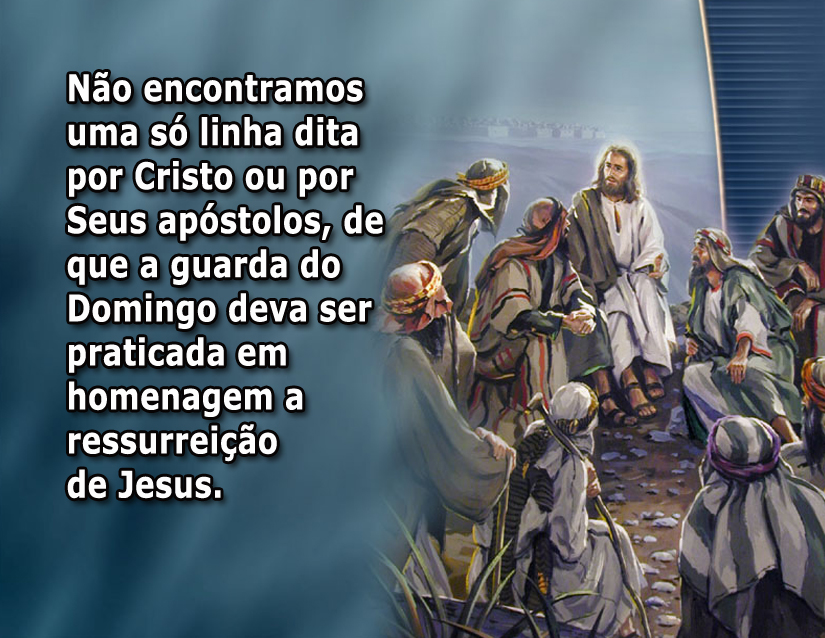 Não encontramos
uma só linha dita
por Cristo ou por
Seus apóstolos, de
que a guarda do
Domingo deva ser
praticada em
homenagem a
ressurreição
de Jesus.